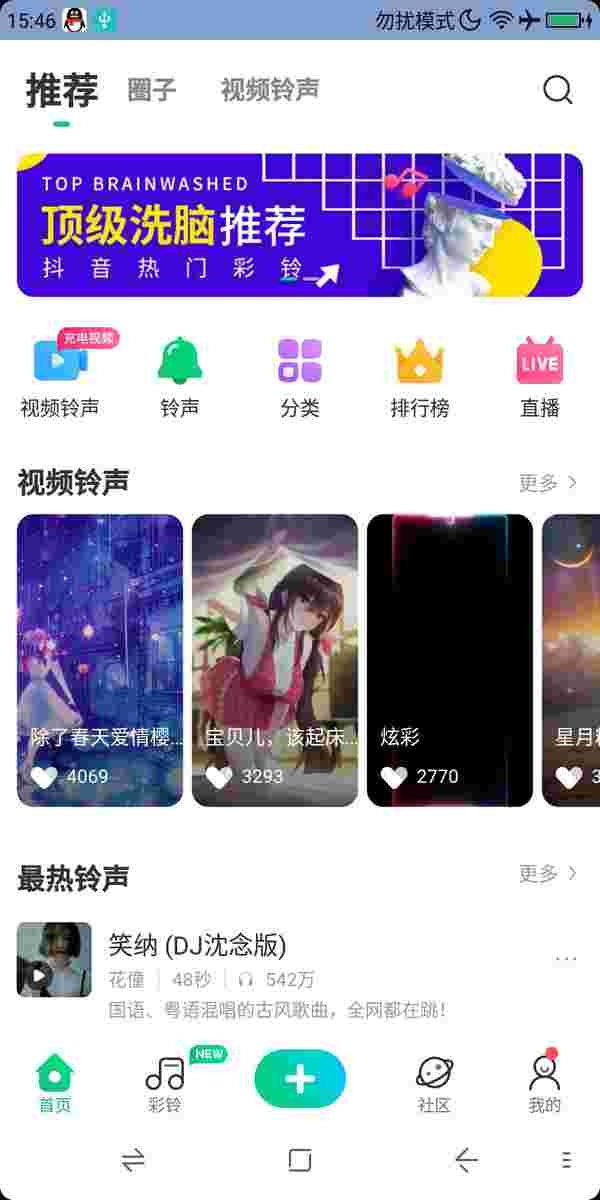 15:46
勿扰模式
推荐
圈子
视频铃声
TOP BRAINWASHED
顶级洗脑推荐
抖音热门彩铃
充电视频
LIVE
视频铃声
铃声
分类
排行榜
直播
视频铃声
更多
除了春天爱情樱...
宝贝儿，该起床...
炫彩
4069
3293
2770
最热铃声
更多
笑纳 (DJ沈念版)
花僮 | 48秒 | 542万
国语、粤语混唱的古风歌曲，全网都在跳！
NEW
首页
彩铃
社区
我的